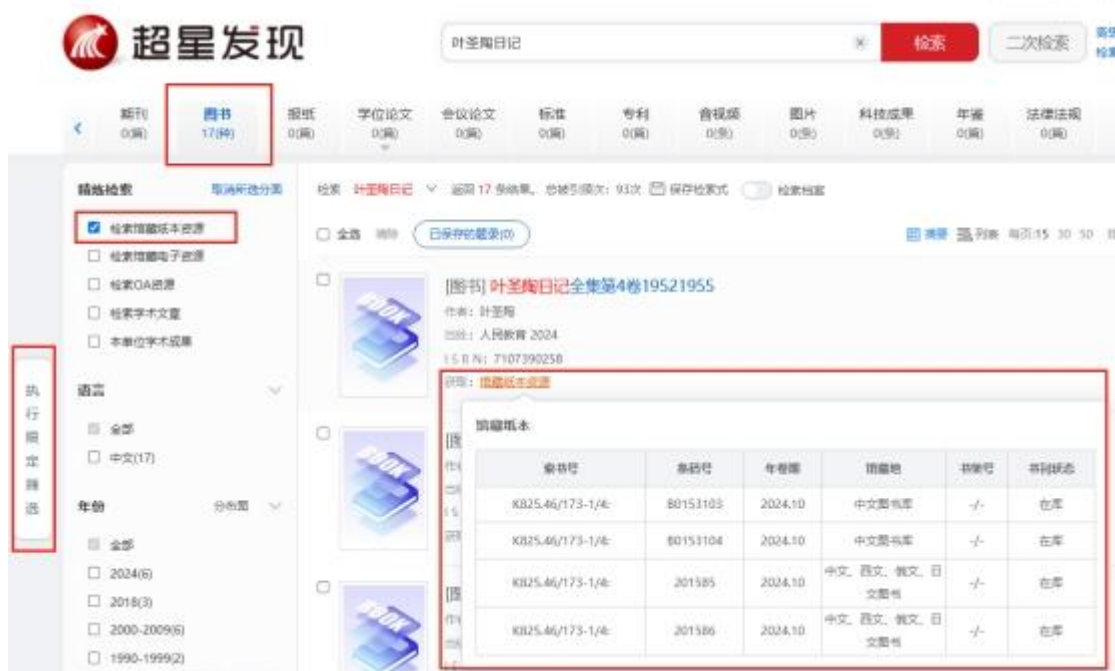 超星发现
叶圣陶日记
检索
二次检索
期刊 图书 报纸 学位论文 会议论文 标准 专利 音视频 图片 科技成果 年鉴 法律法规
0(篇) 17(种) 0(篇) 0(篇) 0(篇) 0(篇) 0(篇) 0(条) 0(条) 0(条) 0(篇) 0(篇)
精炼检索 取消所选分面
检索 叶圣陶日记 返回 17 条结果, 总被引频次: 93次 保存检索式 检索档案
检索馆藏纸本资源
全选 清除 已保存的题录(0) 摘要 列表 每页:15 30 50
检索馆藏电子资源
检索OA资源
检索学术文章
本单位学术成果
[图书] 叶圣陶日记全集第4卷19521955
作者: 叶圣陶
出处: 人民教育 2024
ISBN: 7107390258
获取: 馆藏纸本资源
执行限定筛选
语言
全部
中文(17)
年份 分布图
全部
2024(6)
2018(3)
2000-2009(6)
1990-1999(2)
馆藏纸本
索书号 条码号 年卷期 馆藏地 书架号 书刊状态
K825.46/173-1/4: B0153103 2024.10 中文图书库 -/- 在库
K825.46/173-1/4: B0153104 2024.10 中文图书库 -/- 在库
K825.46/173-1/4: 201585 2024.10 中文、西文、俄文、日文图书 -/- 在库
K825.46/173-1/4: 201586 2024.10 中文、西文、俄文、日文图书 -/- 在库